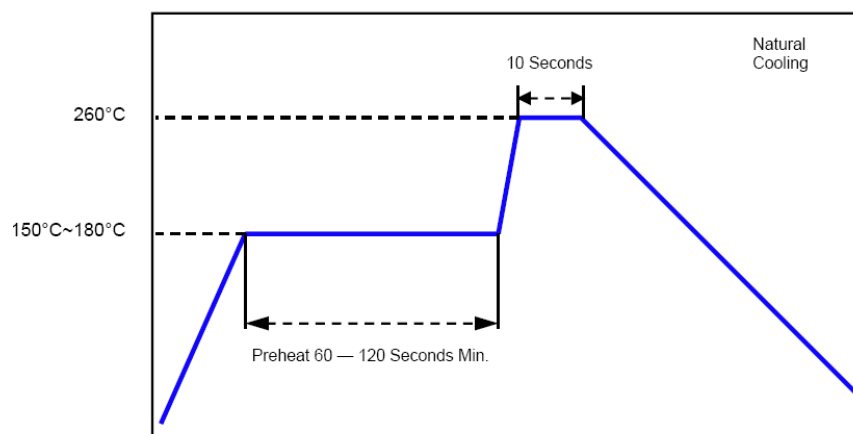 Natural
Cooling
10 Seconds
260°C
150°C~180°C
Preheat 60 — 120 Seconds Min.